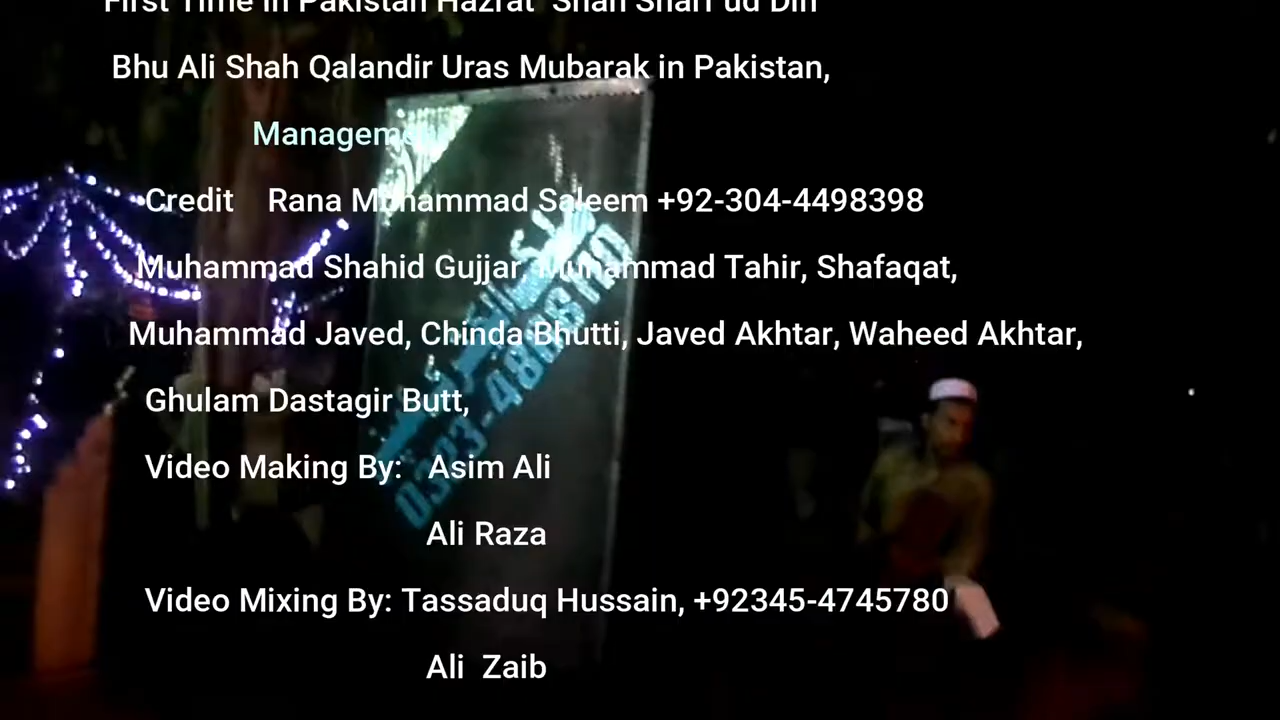 First Time in Pakistan Hazrat Shah Sharf ud Din
Bhu Ali Shah Qalandir Uras Mubarak in Pakistan,
Management
Credit Rana Muhammad Saleem +92-304-4498398
Muhammad Shahid Gujjar, Muhammad Tahir, Shafaqat,
Muhammad Javed, Chinda Bhutti, Javed Akhtar, Waheed Akhtar,
Ghulam Dastagir Butt,
Video Making By: Asim Ali
Ali Raza
Video Mixing By: Tassaduq Hussain, +92345-4745780
Ali Zaib